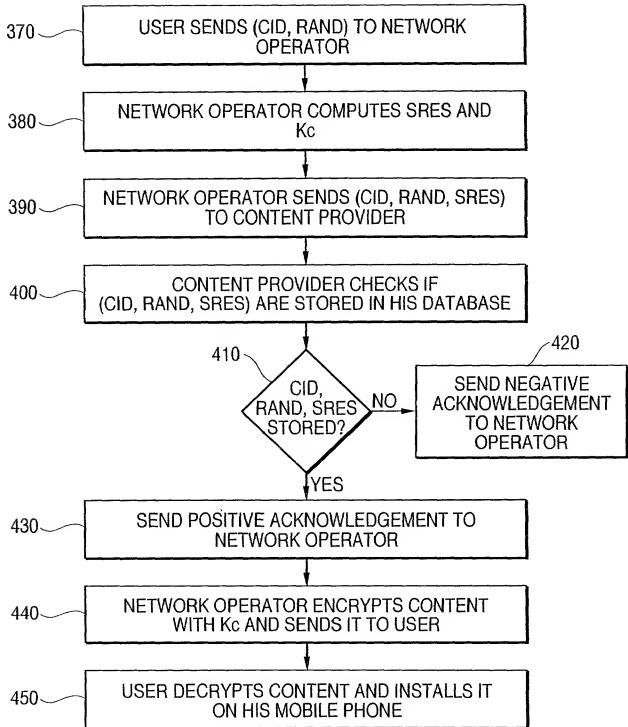 370
USER SENDS (CID, RAND) TO NETWORK
OPERATOR
380
NETWORK OPERATOR COMPUTES SRES AND
Kc
390
NETWORK OPERATOR SENDS (CID, RAND, SRES)
TO CONTENT PROVIDER
400
CONTENT PROVIDER CHECKS IF
(CID, RAND, SRES) ARE STORED IN HIS DATABASE
410
CID,
RAND, SRES
STORED?
NO
420
SEND NEGATIVE
ACKNOWLEDGEMENT
TO NETWORK
OPERATOR
YES
430
SEND POSITIVE ACKNOWLEDGEMENT TO
NETWORK OPERATOR
440
NETWORK OPERATOR ENCRYPTS CONTENT
WITH Kc AND SENDS IT TO USER
450
USER DECRYPTS CONTENT AND INSTALLS IT
ON HIS MOBILE PHONE